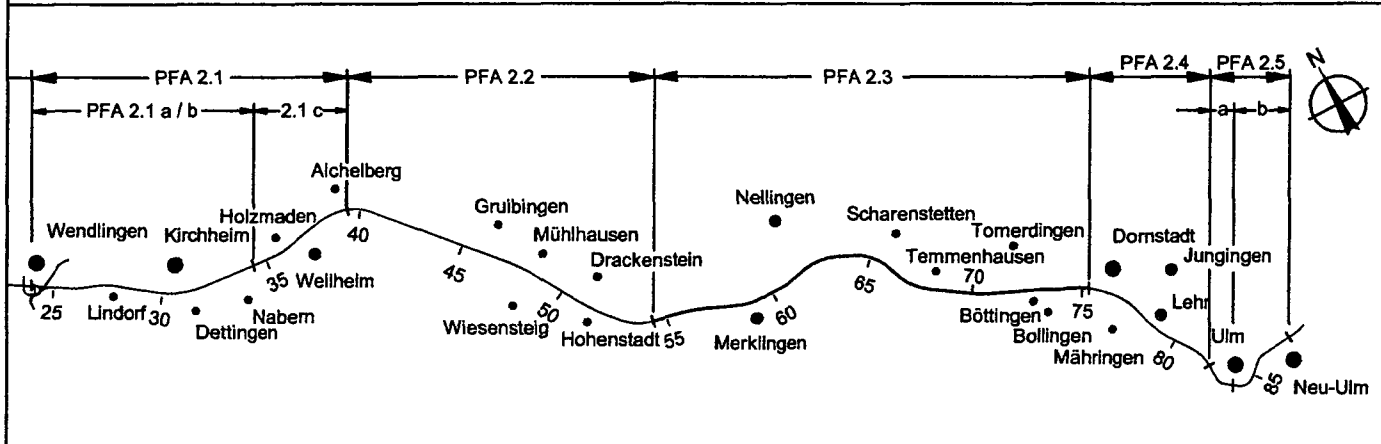 PFA 2.1
PFA 2.2
PFA 2.3
PFA 2.4
PFA 2.5
N
PFA 2.1 a / b
2.1 c
a
b
Aichelberg
Wendlingen
Kirchheim
Holzmaden
Weilheim
Lindorf
Dettingen
Nabern
25
30
35
40
Gruibingen
Mühlhausen
Drackenstein
Wiesensteig
Hohenstadt
45
50
55
Nellingen
Merklingen
60
Scharenstetten
65
Temmenhausen
Tomerdingen
70
Böttingen
Bollingen
75
Dornstadt
Jungingen
Lehr
Mähringen
80
Ulm
85
Neu-Ulm